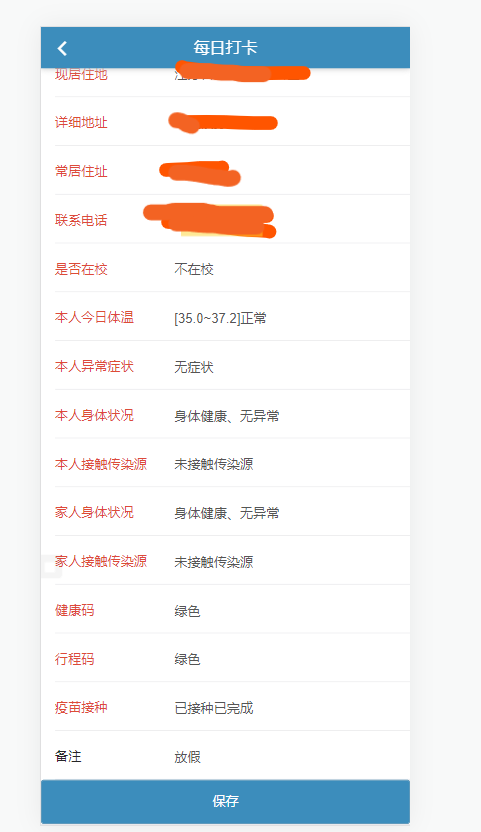 每日打卡
现居住地
详细地址
常居住址
联系电话
是否在校 不在校
本人今日体温 [35.0~37.2]正常
本人异常症状 无症状
本人身体状况 身体健康、无异常
本人接触传染源 未接触传染源
家人身体状况 身体健康、无异常
家人接触传染源 未接触传染源
健康码 绿色
行程码 绿色
疫苗接种 已接种已完成
备注 放假
保存